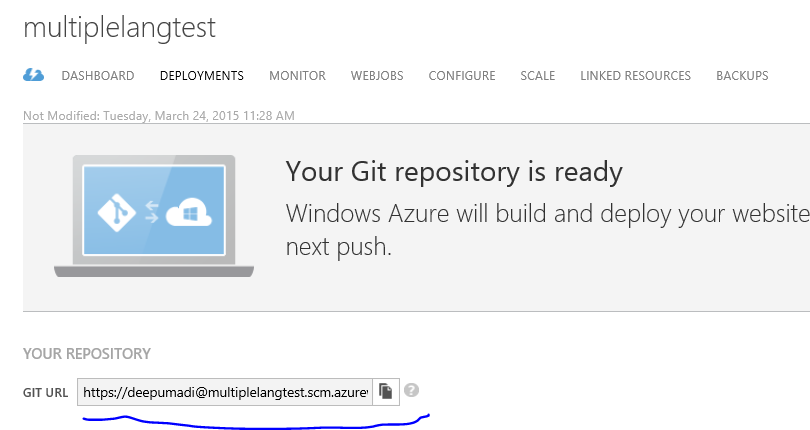 multiplelangtest
DASHBOARD DEPLOYMENTS MONITOR WEBJOBS CONFIGURE SCALE LINKED RESOURCES BACKUPS
Not Modified: Tuesday, March 24, 2015 11:28 AM
Your Git repository is ready
Windows Azure will build and deploy your website
next push.
YOUR REPOSITORY
GIT URL https://deepumadi@multiplelangtest.scm.azure